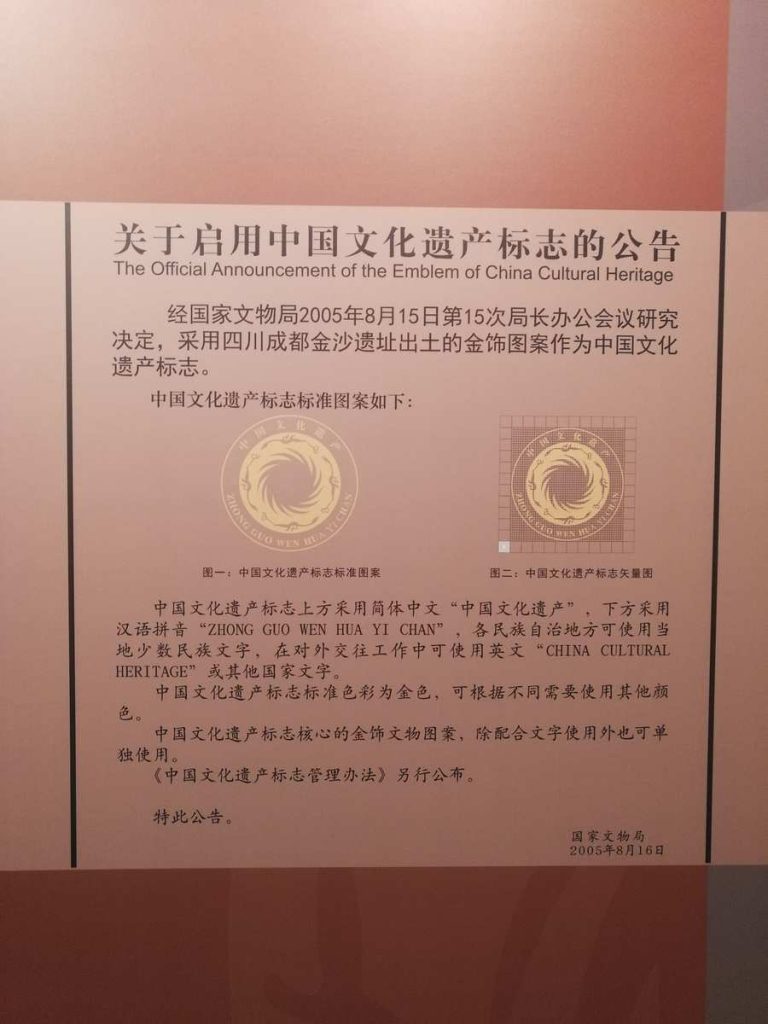 关于启用中国文化遗产标志的公告
The Official Announcement of the Emblem of China Cultural Heritage
经国家文物局2005年8月15日第15次局长办公会议研究
决定，采用四川成都金沙遗址出土的金饰图案作为中国文化
遗产标志。
中国文化遗产标志标准图案如下：
中国文化遗产
ZHONG GUO WEN HUA YI CHAN
中国文化遗产
ZHONG GUO WEN HUA YI CHAN
图一：中国文化遗产标志标准图案
图二：中国文化遗产标志矢量图
中国文化遗产标志上方采用简体中文“中国文化遗产”，下方采用
汉语拼音“ZHONG GUO WEN HUA YI CHAN”，各民族自治地方可使用当
地少数民族文字，在对外交往工作中可使用英文“CHINA CULTURAL
HERITAGE”或其他国家文字。
中国文化遗产标志标准色彩为金色，可根据不同需要使用其他颜
色。
中国文化遗产标志核心的金饰文物图案，除配合文字使用外也可单
独使用。
《中国文化遗产标志管理办法》另行公布。
特此公告。
国家文物局
2005年8月16日